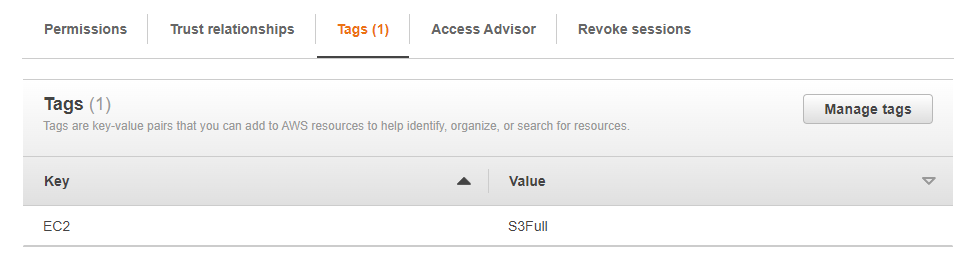 Permissions Trust relationships Tags (1) Access Advisor Revoke sessions
Tags (1)
Manage tags
Tags are key-value pairs that you can add to AWS resources to help identify, organize, or search for resources.
Key Value
EC2 S3Full